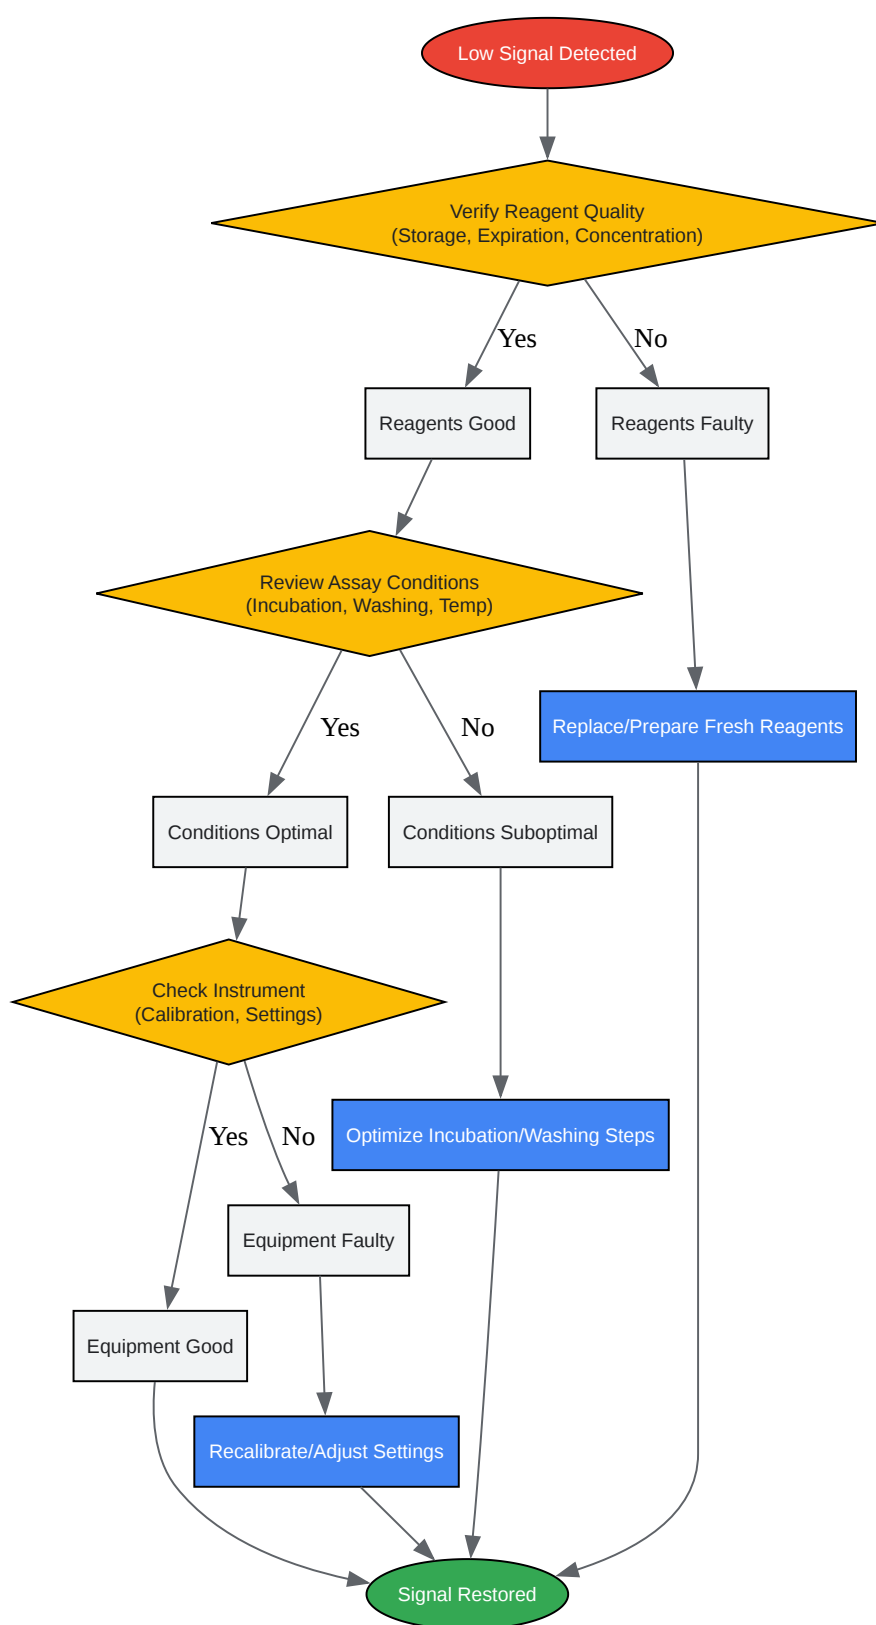 Low Signal Detected
Verify Reagent Quality
(Storage, Expiration, Concentration)
Yes
No
Reagents Good
Reagents Faulty
Review Assay Conditions
(Incubation, Washing, Temp)
Yes
No
Replace/Prepare Fresh Reagents
Conditions Optimal
Conditions Suboptimal
Check Instrument
(Calibration, Settings)
Yes
No
Optimize Incubation/Washing Steps
Equipment Faulty
Equipment Good
Recalibrate/Adjust Settings
Signal Restored